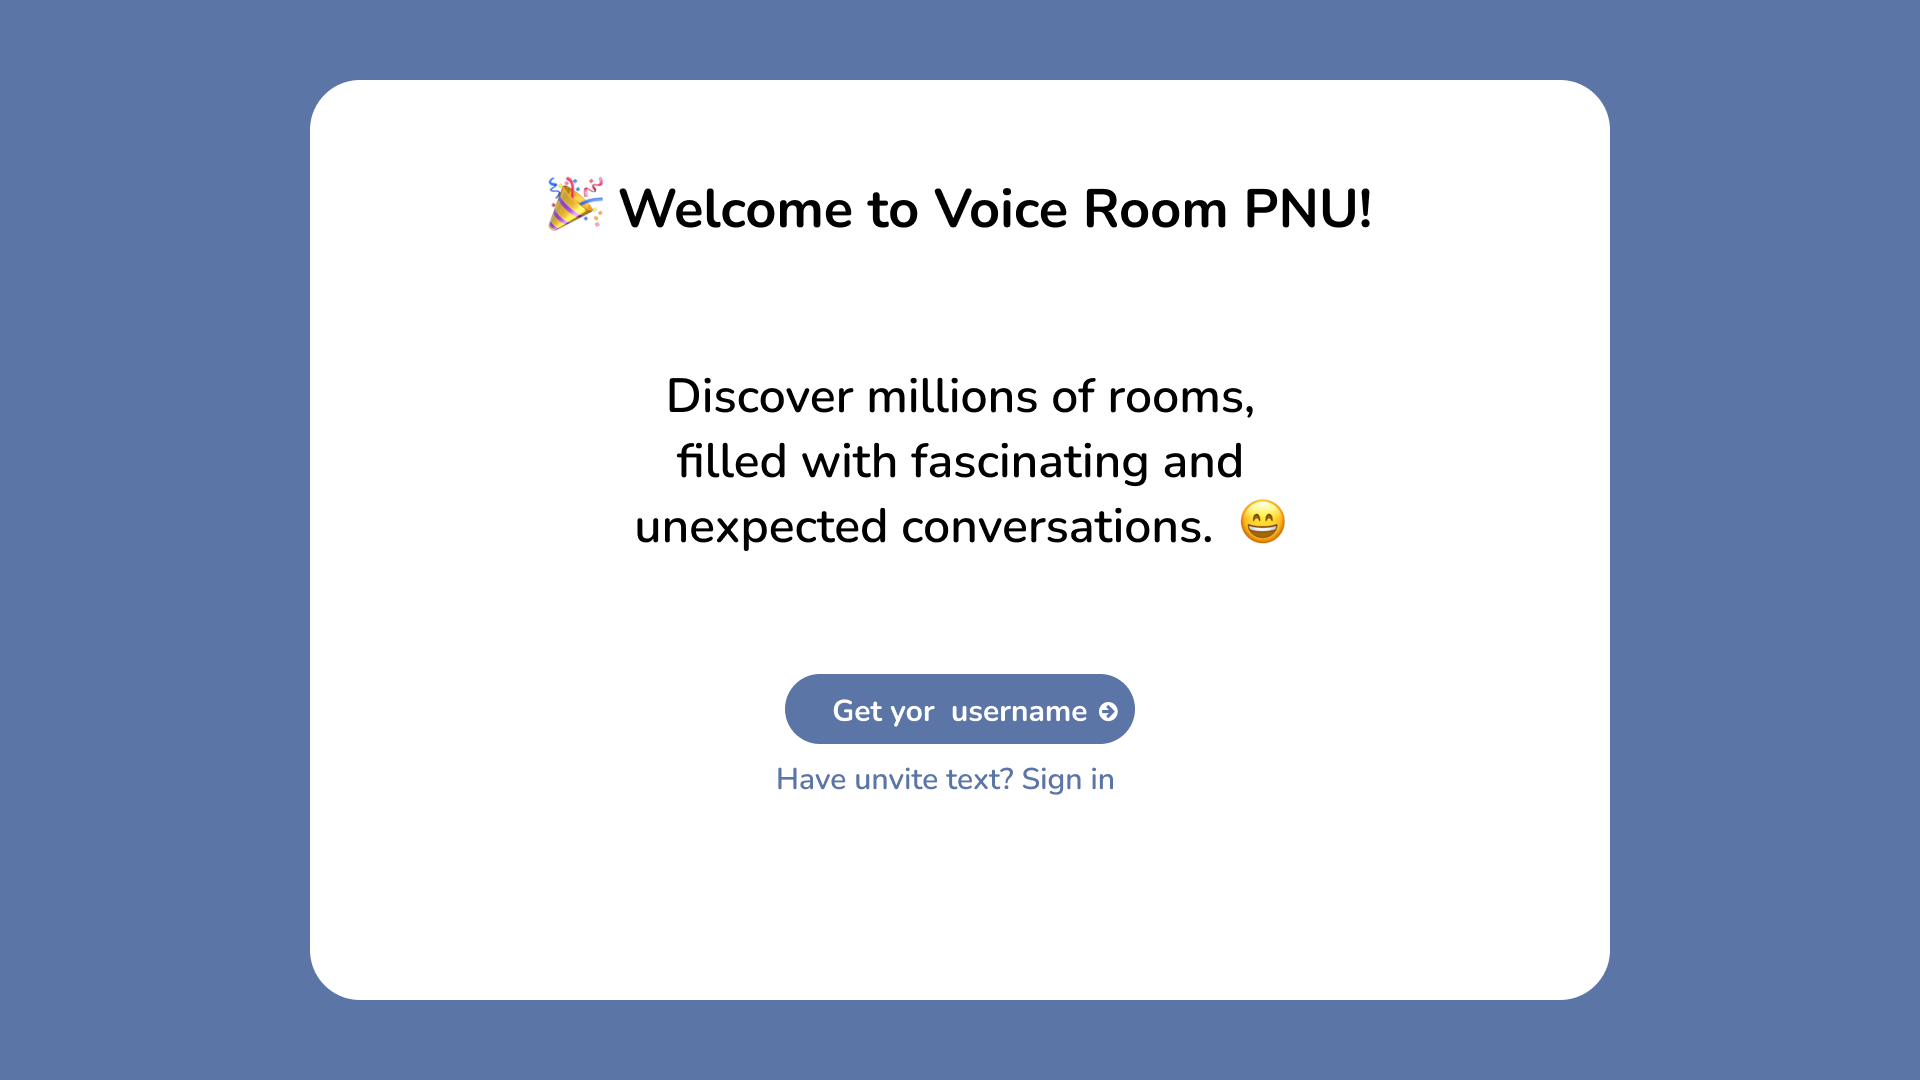 🎉 Welcome to Voice Room PNU!
Discover millions of rooms,
filled with fascinating and
unexpected conversations. 😄
Get yor  username
Have unvite text? Sign in